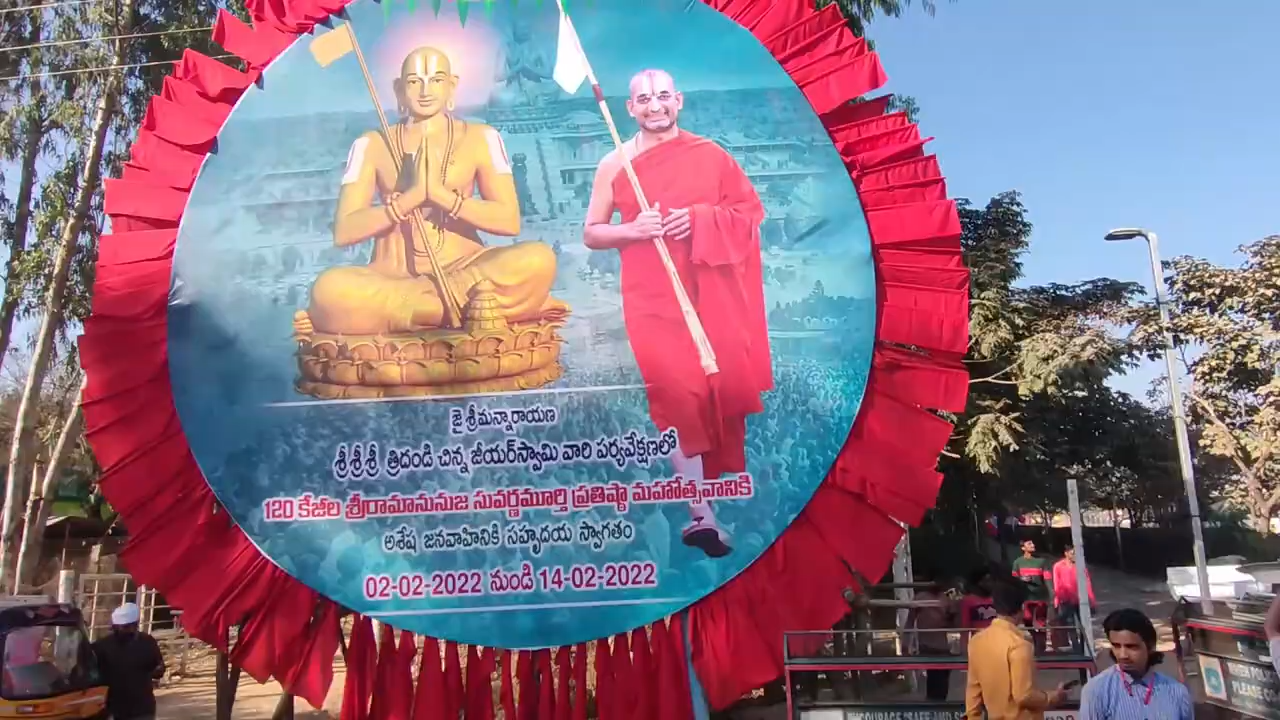 జై శ్రీమన్నారాయణ
శ్రీశ్రీశ్రీ త్రిదండి చిన్న జీయర్‌స్వామి వారి పర్యవేక్షణలో
120 కేజీల శ్రీరామానునుజ సువర్ణమూర్తి ప్రతిష్టా మహోత్సవానికి
అశేష జనవాహినికి సహృదయ స్వాగతం
02-02-2022 నుండి 14-02-2022
PLEASE